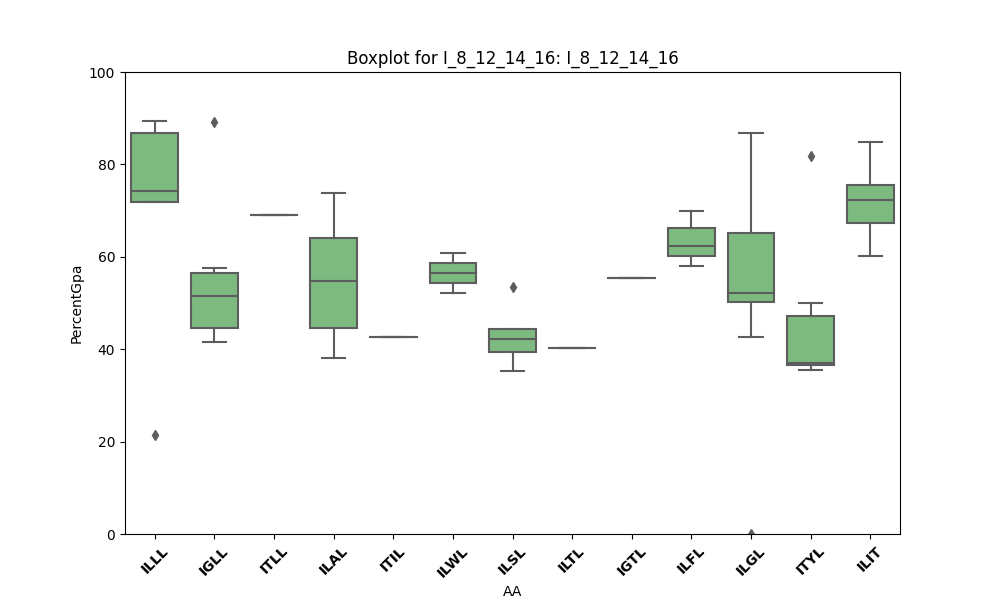 Boxplot for I_8_12_14_16: I_8_12_14_16
100
80
60
40
20
0
PercentGpa
ILLL
IGLL
ITLL
ILAL
ITIL
ILWL
ILSL
ILTL
IGTL
ILFL
ILGL
ITYL
ILIT
AA